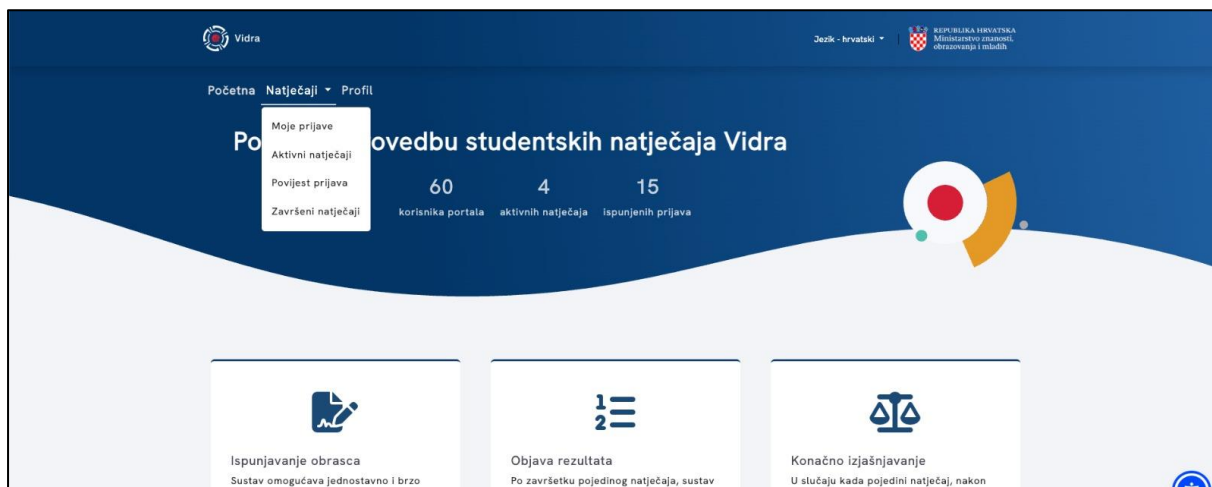 Vidra
Jezik - hrvatski
REPUBLIKA HRVATSKA
Ministarstvo znanosti,
obrazovanja i mladih
Početna Natječaji Profil
Moje prijave
Aktivni natječaji
Povijest prijava
Završeni natječaji
Po ovedbu studentskih natječaja Vidra
60 4 15
korisnika portala aktivnih natječaja ispunjenih prijava
1
2
Ispunjavanje obrasca
Sustav omogućava jednostavno i brzo
Objava rezultata
Po završetku pojedinog natječaja, sustav
Konačno izjašnjavanje
U slučaju kada pojedini natječaj, nakon